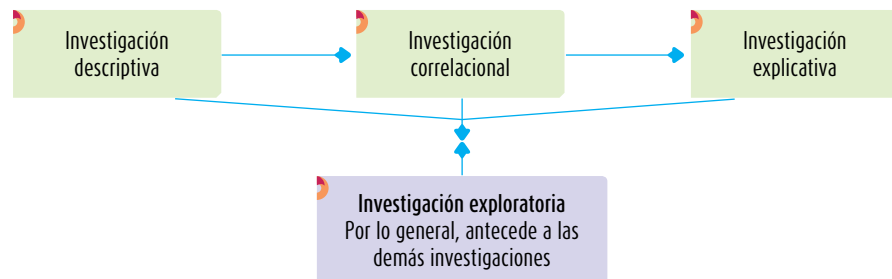 Investigación
descriptiva
Investigación
correlacional
Investigación
explicativa
Investigación exploratoria
Por lo general, antecede a las
demás investigaciones